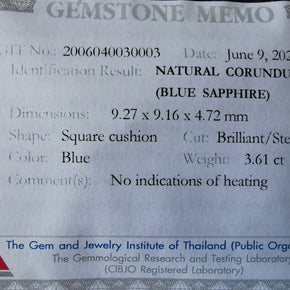 GEMSTONE MEMO
GIT No.: 2006040030003 Date: June 9, 202
Identification Result: NATURAL CORUNDU
(BLUE SAPPHIRE)
Dimensions: 9.27 x 9.16 x 4.72 mm
Shape: Square cushion Cut: Brilliant/Ste
Color: Blue Weight: 3.61 ct
Comment(s): No indications of heating
The Gem and Jewelry Institute of Thailand (Public Orga
The Gemmological Research and Testing Laboratory
(CIBJO Registered Laboratory)